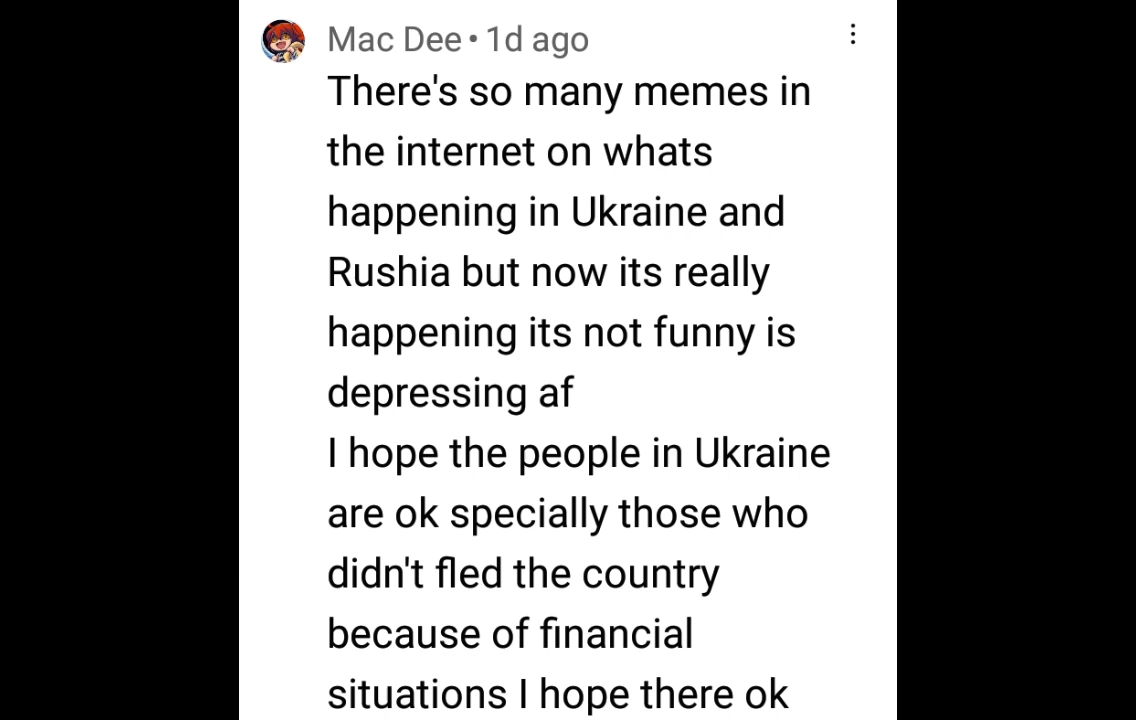 Mac Dee • 1d ago
There's so many memes in
the internet on whats
happening in Ukraine and
Rushia but now its really
happening its not funny is
depressing af
I hope the people in Ukraine
are ok specially those who
didn't fled the country
because of financial
situations I hope there ok